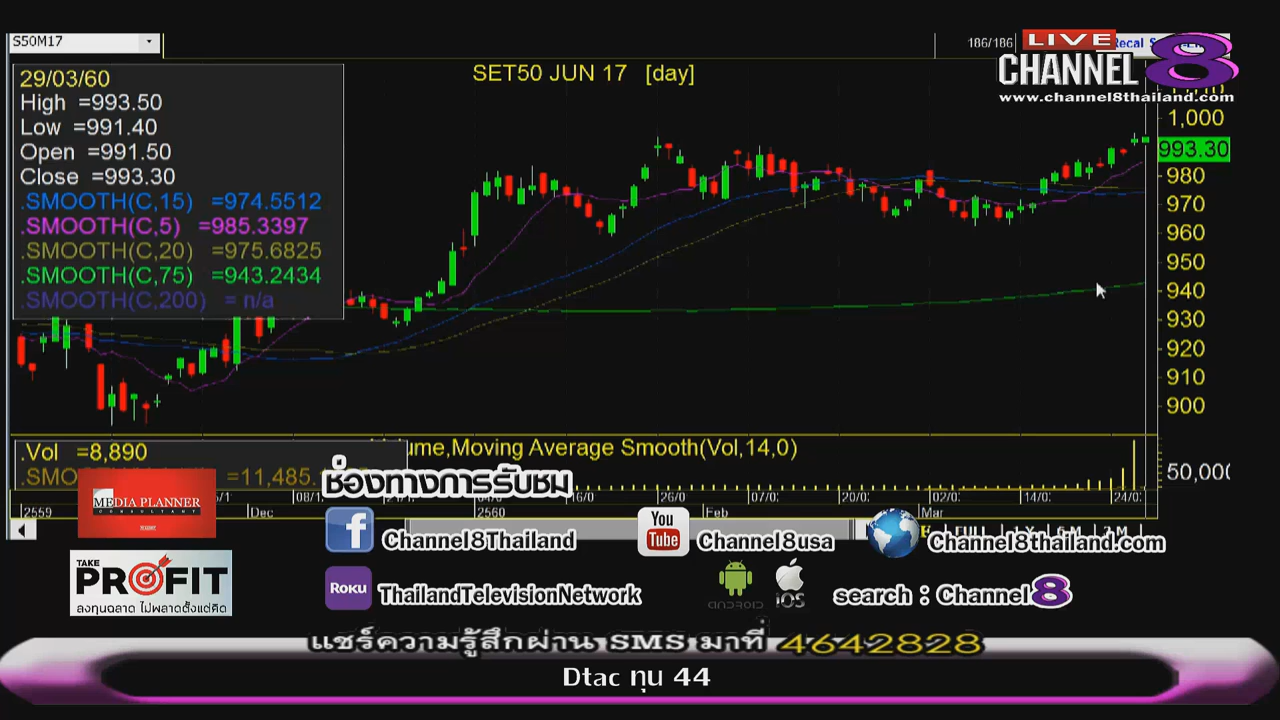 S50M17
186/186
LIVE
CHANNEL 8
www.channel8thailand.com
SET50 JUN 17 [day]
29/03/60
High =993.50
Low =991.40
Open =991.50
Close =993.30
.SMOOTH(C,15) =974.5512
.SMOOTH(C,5) =985.3397
.SMOOTH(C,20) =975.6825
.SMOOTH(C,75) =943.2434
.SMOOTH(C,200) = n/a
1,000
993.30
980
970
960
950
940
930
920
910
900
.Vol =8,890
Moving Average Smooth(Vol,14,0)
50,000
2559
Dec
2560
Feb
Mar
MEDIA PLANNER
CONSULTANT
ช่องทางการรับชม
Channel8Thailand
You Tube
Channel8usa
Channel8thailand.com
TAKE
PROFIT
ลงทุนฉลาด ไม่พลาดตั้งแต่คิด
Roku
ThailandTelevisionNetwork
iOS
search : Channel 8
แชร์ความรู้สึกผ่าน SMS มาที่ 4642828
Dtac ทุน 44